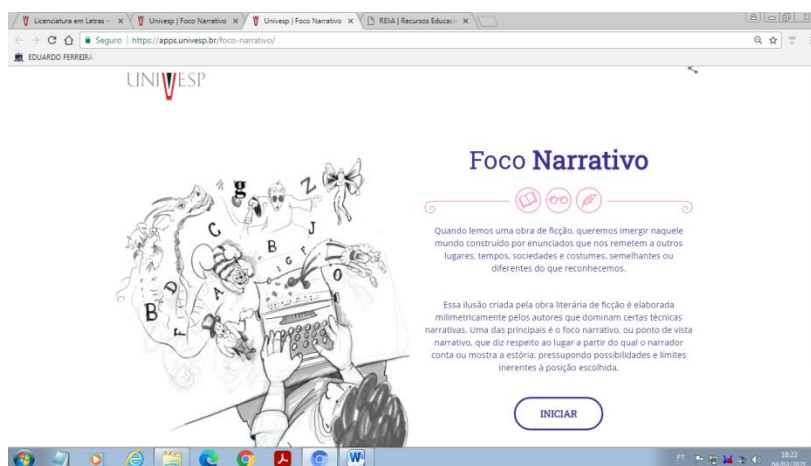 Licenciatura em Letras –
Univesp | Foco Narrativo
Univesp | Foco Narrativo
REliA | Recursos Educacio
Seguro | https://apps.univesp.br/foco-narrativo/
EDUARDO FERREIRA
UNIVESP
Foco Narrativo
Quando lemos uma obra de ficção, queremos imergir naquele
mundo construído por enunciados que nos remetem a outros
lugares, tempos, sociedades e costumes, semelhantes ou
diferentes do que reconhecemos.
Essa ilusão criada pela obra literária de ficção é elaborada
milimetricamente pelos autores que dominam certas técnicas
narrativas. Uma das principais é o foco narrativo, ou ponto de vista
narrativo, que diz respeito ao lugar a partir do qual o narrador
conta ou mostra a estória, pressupondo possibilidades e limites
inerentes à posição escolhida.
INICIAR
g
Z
C
J
B
G
F
I
O
A
D
B
F
PT
18:22
04/03/2021